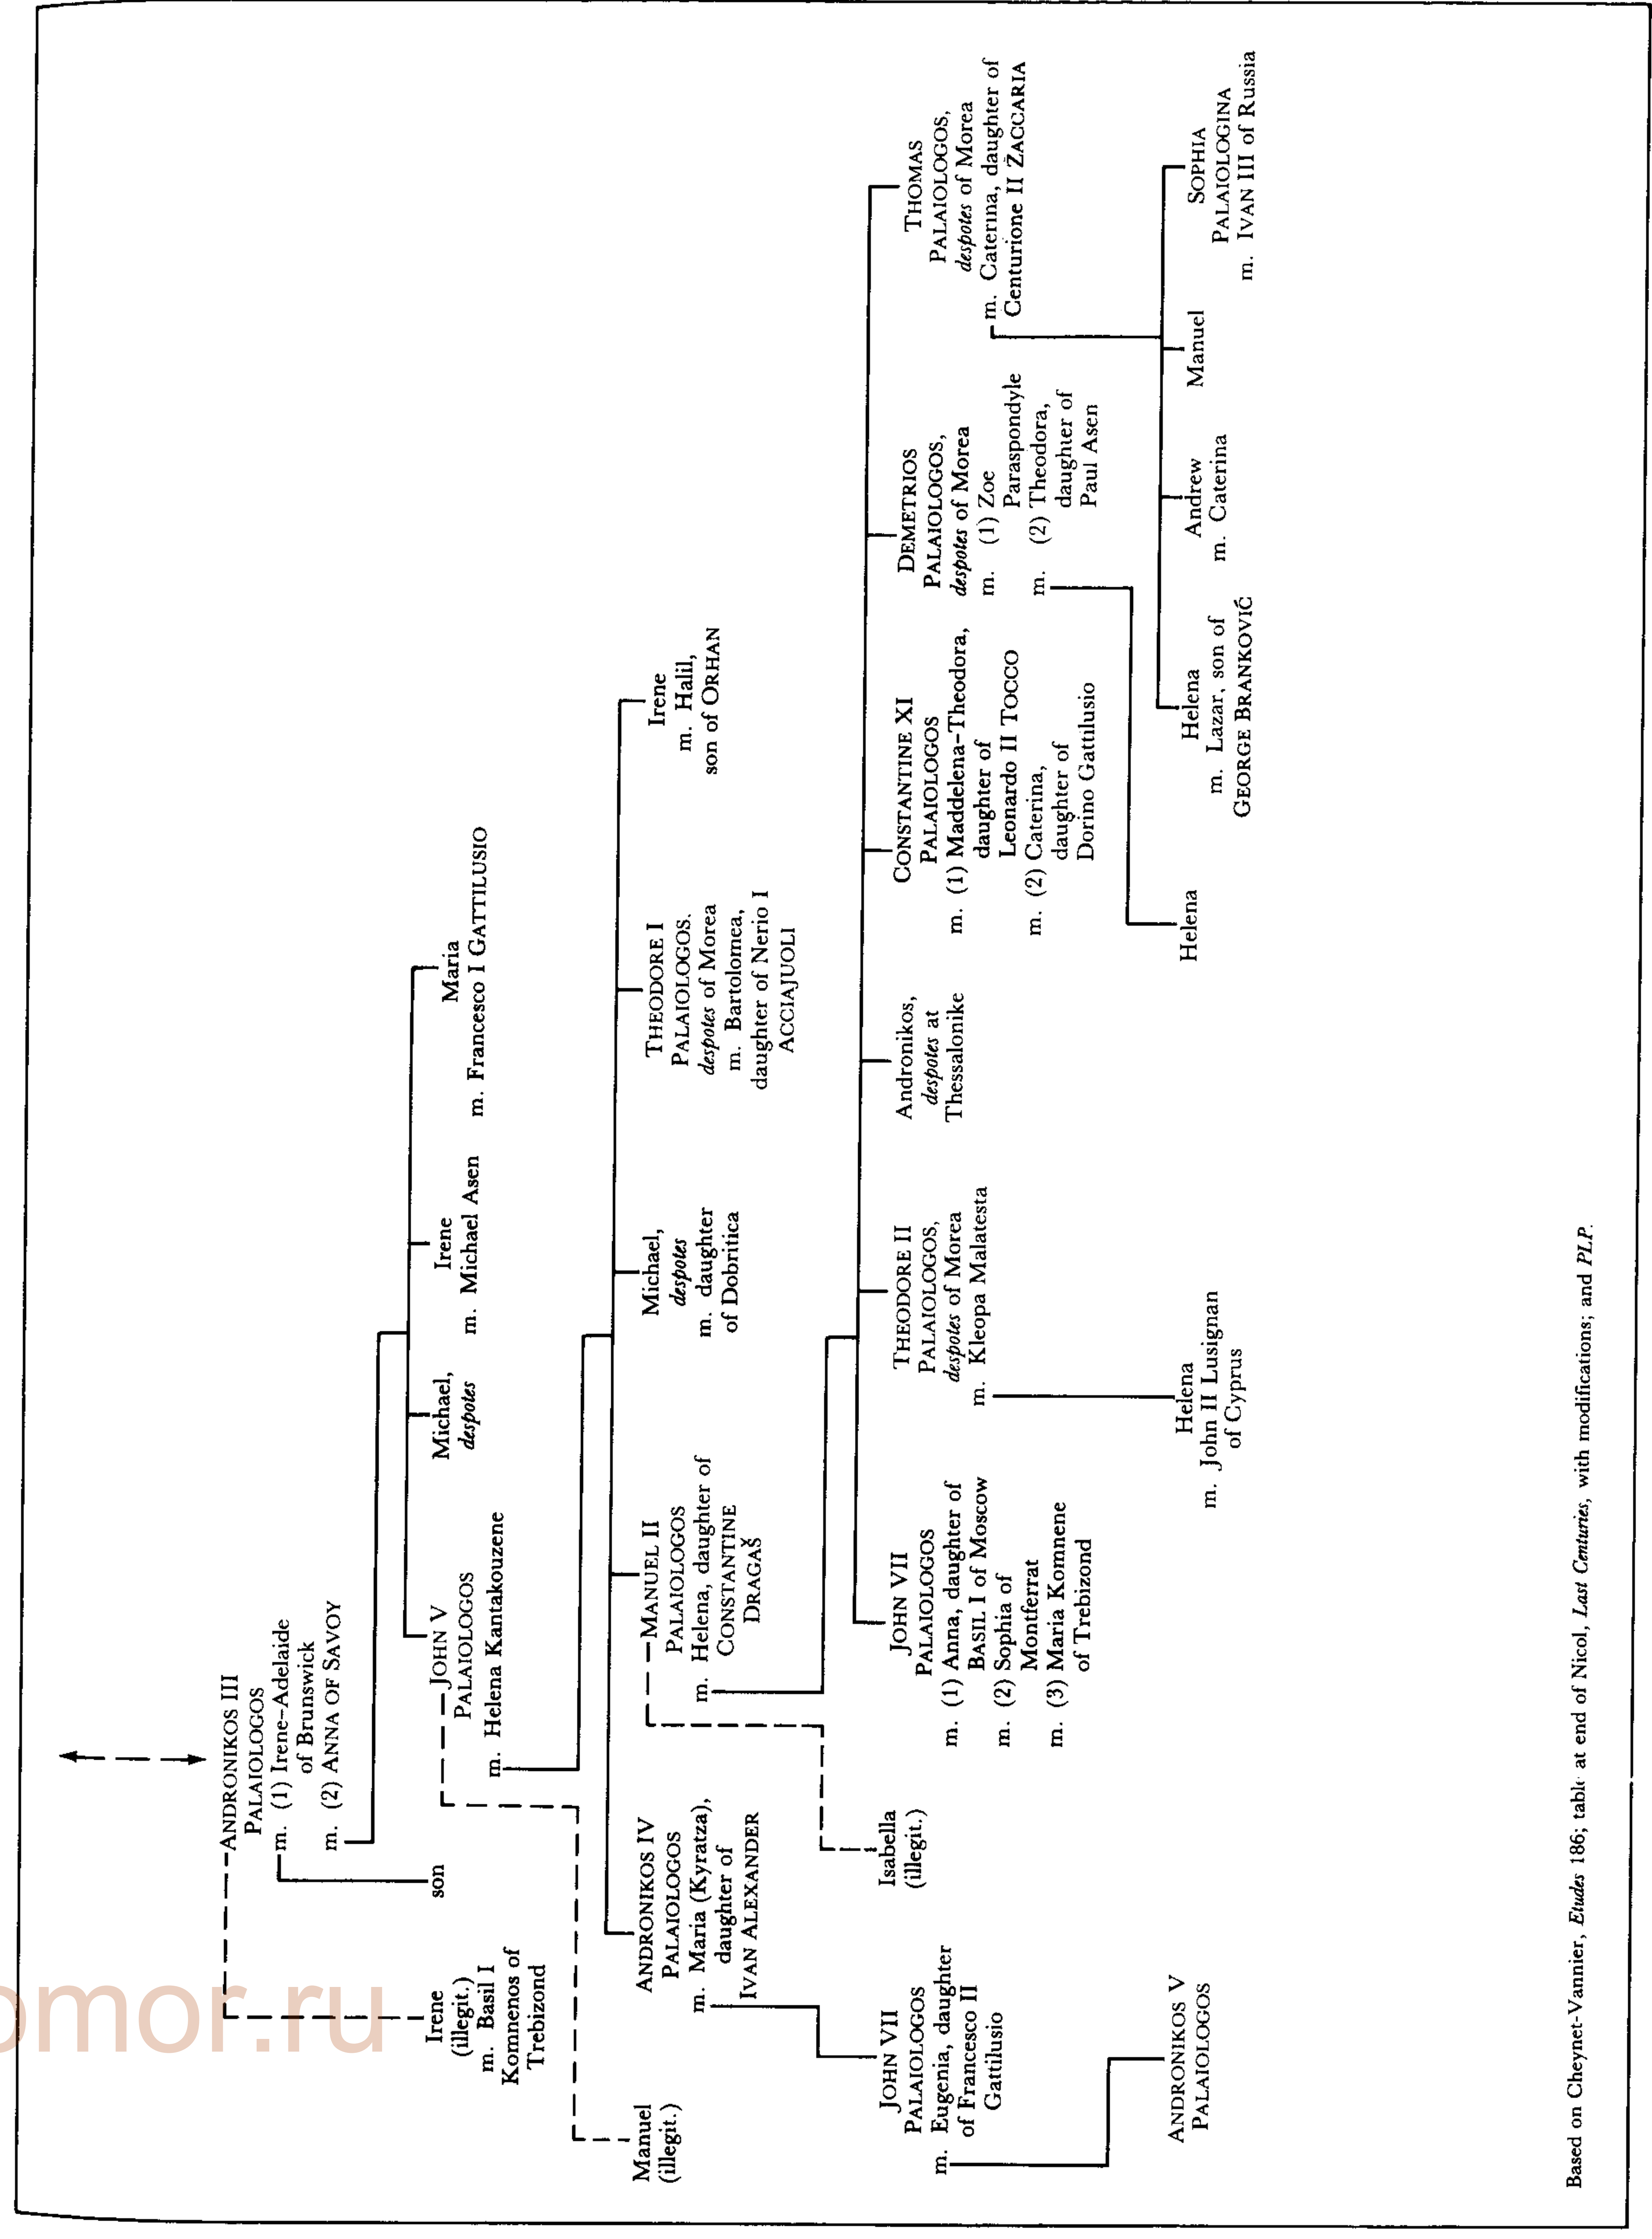 ANDRONIKOS III
PALAIOLOGOS
m. (1) Irene-Adelaide
of Brunswick
m. (2) ANNA OF SAVOY
Irene
(illegit.)
m. Basil I
Komnenos of
Trebizond
son
JOHN V
PALAIOLOGOS
m. Helena Kantakouzene
Michael,
despotes
Irene
m. Michael Asen
Maria
m. Francesco I GATTILUSIO
Manuel
(illegit.)
ANDRONIKOS IV
PALAIOLOGOS
m. Maria (Kyratza),
daughter of
IVAN ALEXANDER
MANUEL II
PALAIOLOGOS
m. Helena, daughter of
CONSTANTINE
DRAGAŠ
Michael,
despotes
m. daughter
of Dobritica
THEODORE I
PALAIOLOGOS.
despotes of Morea
m. Bartolomea,
daughter of Nerio I
ACCIAJUOLI
Irene
m. Halil,
son of ORHAN
JOHN VII
PALAIOLOGOS
m. Eugenia, daughter
of Francesco II
Gattilusio
Isabella
(illegit.)
JOHN VII
PALAIOLOGOS
m. (1) Anna, daughter of
BASIL I of Moscow
m. (2) Sophia of
Montferrat
m. (3) Maria Komnene
of Trebizond
THEODORE II
PALAIOLOGOS,
despotes of Morea
m. Kleopa Malatesta
Andronikos,
despotes at
Thessalonike
CONSTANTINE XI
PALAIOLOGOS
m. (1) Maddelena-Theodora,
daughter of
Leonardo II TOCCO
m. (2) Caterina,
daughter of
Dorino Gattilusio
DEMETRIOS
PALAIOLOGOS,
despotes of Morea
m. (1) Zoe
Paraspondyle
m. (2) Theodora,
daughter of
Paul Asen
THOMAS
PALAIOLOGOS,
despotes of Morea
m. Caterina, daughter of
Centurione II ZACCARIA
ANDRONIKOS V
PALAIOLOGOS
Helena
m. John II Lusignan
of Cyprus
Helena
Helena
m. Lazar, son of
GEORGE BRANKOVIĆ
Andrew
m. Caterina
Manuel
SOPHIA
PALAIOLOGINA
m. IVAN III of Russia
Based on Cheynet-Vannier, Etudes 186; table at end of Nicol, Last Centuries, with modifications; and PLP.
omor.ru